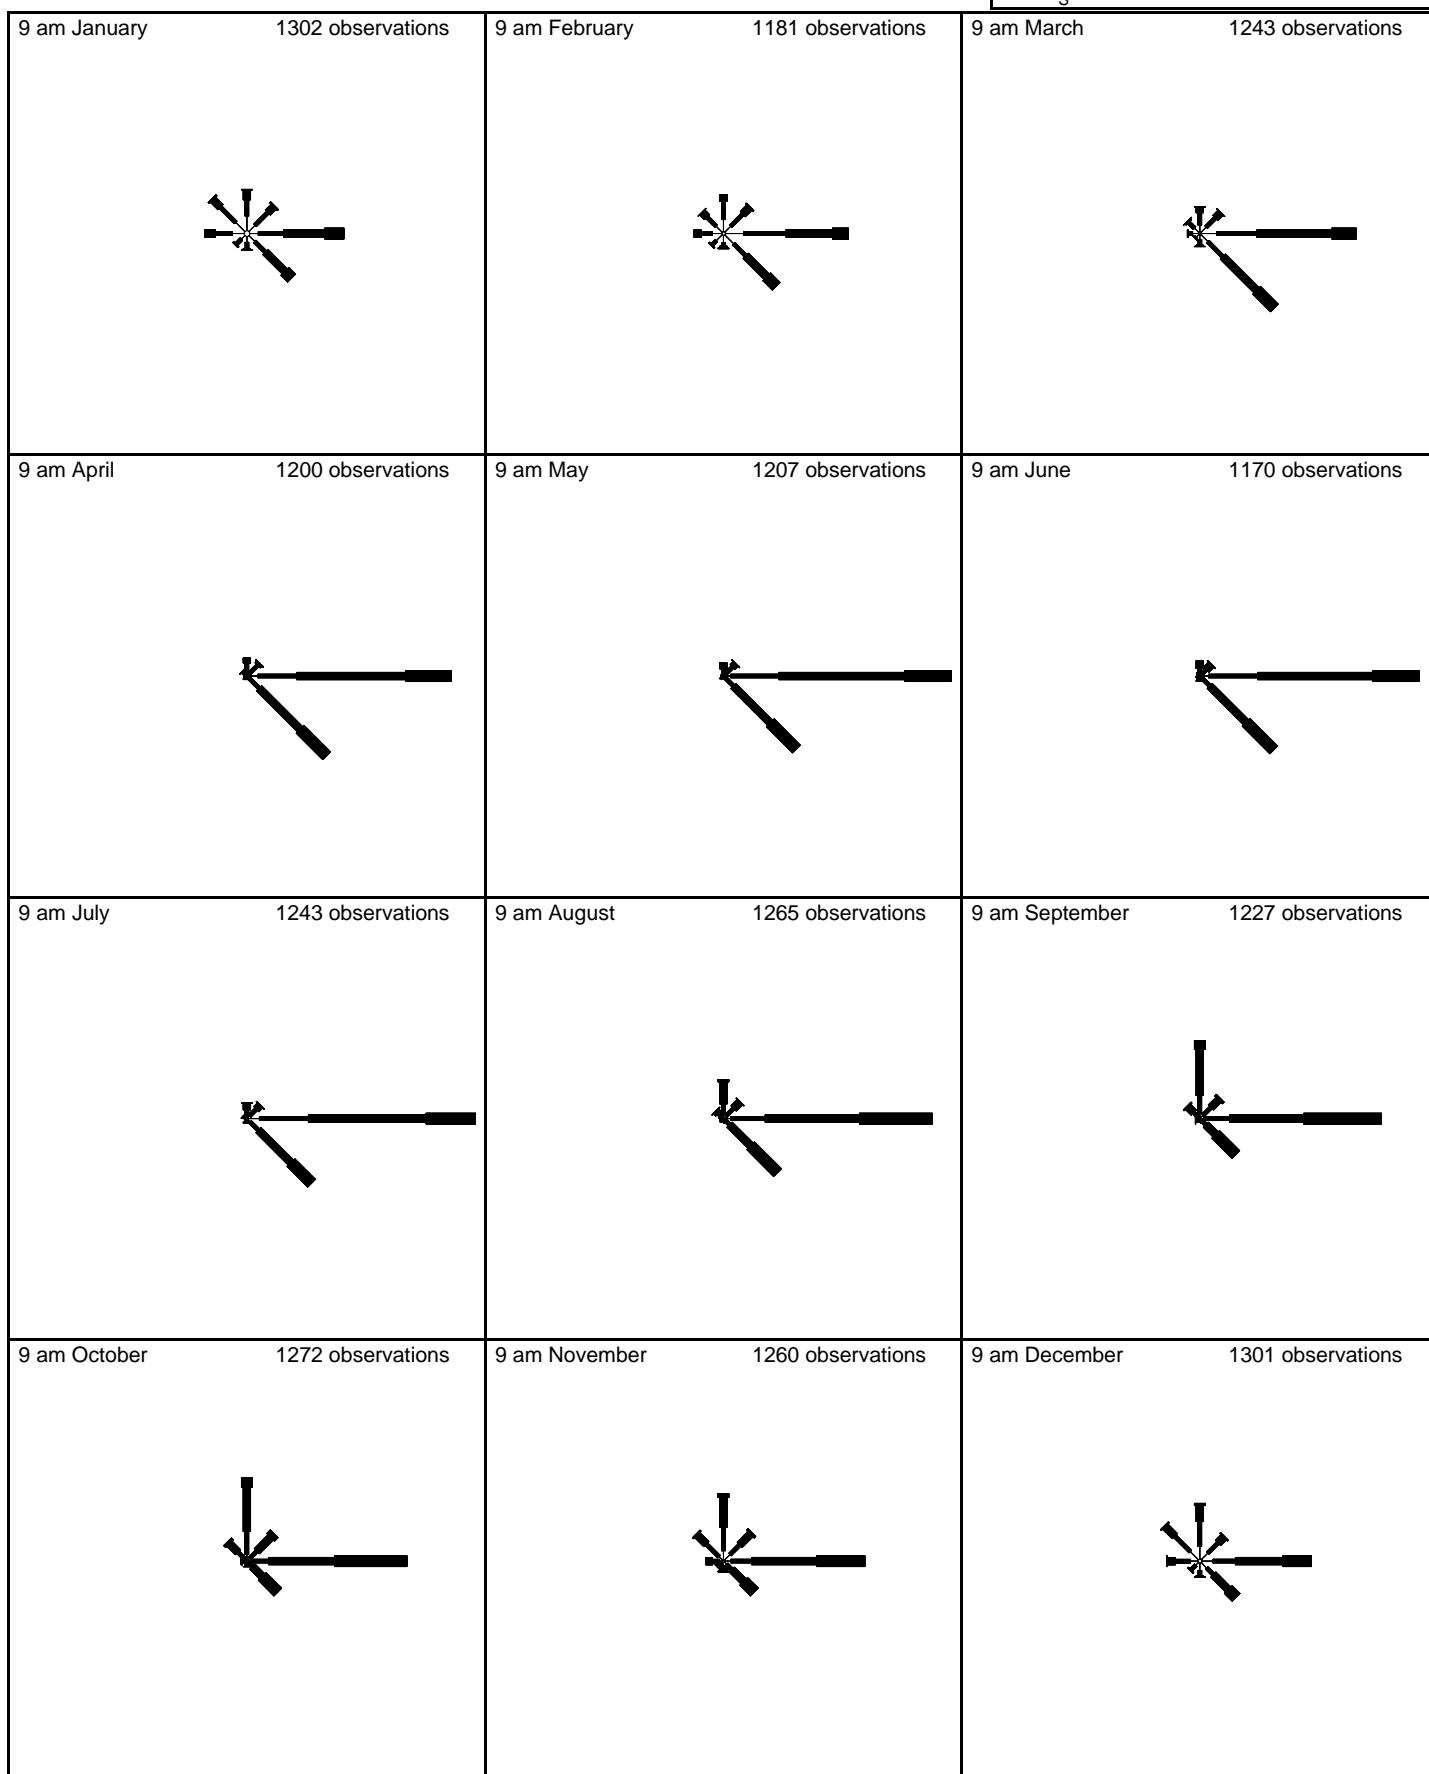 9 am January 1302 observations
9 am February 1181 observations
9 am March 1243 observations
9 am April 1200 observations
9 am May 1207 observations
9 am June 1170 observations
9 am July 1243 observations
9 am August 1265 observations
9 am September 1227 observations
9 am October 1272 observations
9 am November 1260 observations
9 am December 1301 observations